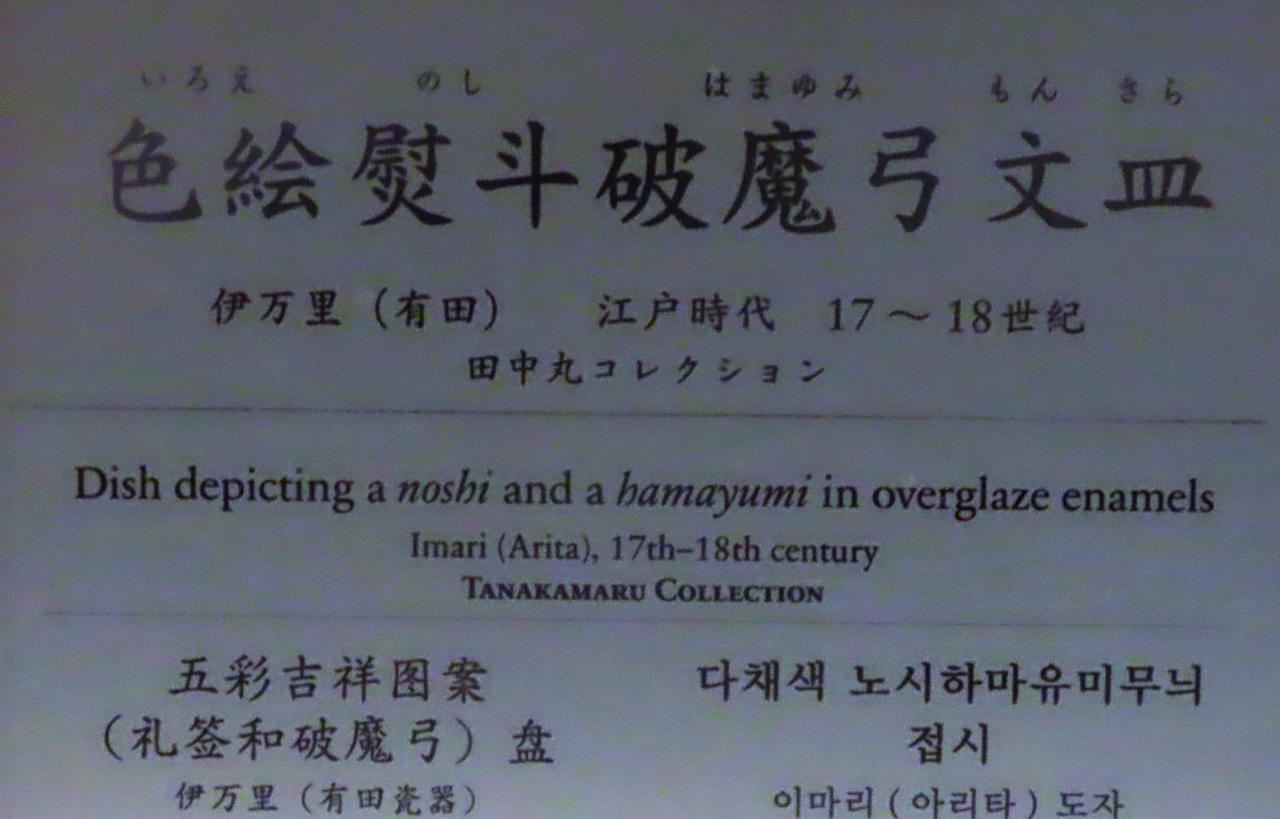 いろえ のし はまゆみ もん さら
色絵熨斗破魔弓文皿
伊万里（有田） 江戸時代 17～18世紀
田中丸コレクション
Dish depicting a noshi and a hamayumi in overglaze enamels
Imari (Arita), 17th–18th century
TANAKAMARU COLLECTION
五彩吉祥图案
（礼签和破魔弓）盘
伊万里（有田瓷器）
다채색 노시하마유미무늬
접시
이마리 ( 아리타 ) 도자